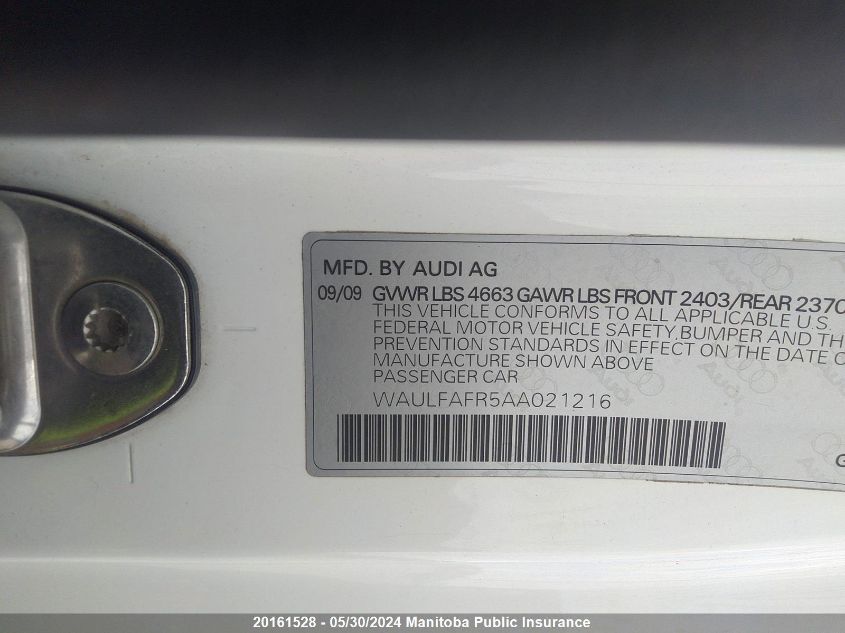 MFD. BY AUDI AG
09/09 GVWR LBS 4663 GAWR LBS FRONT 2403/REAR 2370
THIS VEHICLE CONFORMS TO ALL APPLICABLE U.S.
FEDERAL MOTOR VEHICLE SAFETY, BUMPER AND TH
PREVENTION STANDARDS IN EFFECT ON THE DATE O
MANUFACTURE SHOWN ABOVE
PASSENGER CAR
WAULFAFR5AA021216
G
20161528 - 05/30/2024 Manitoba Public Insurance